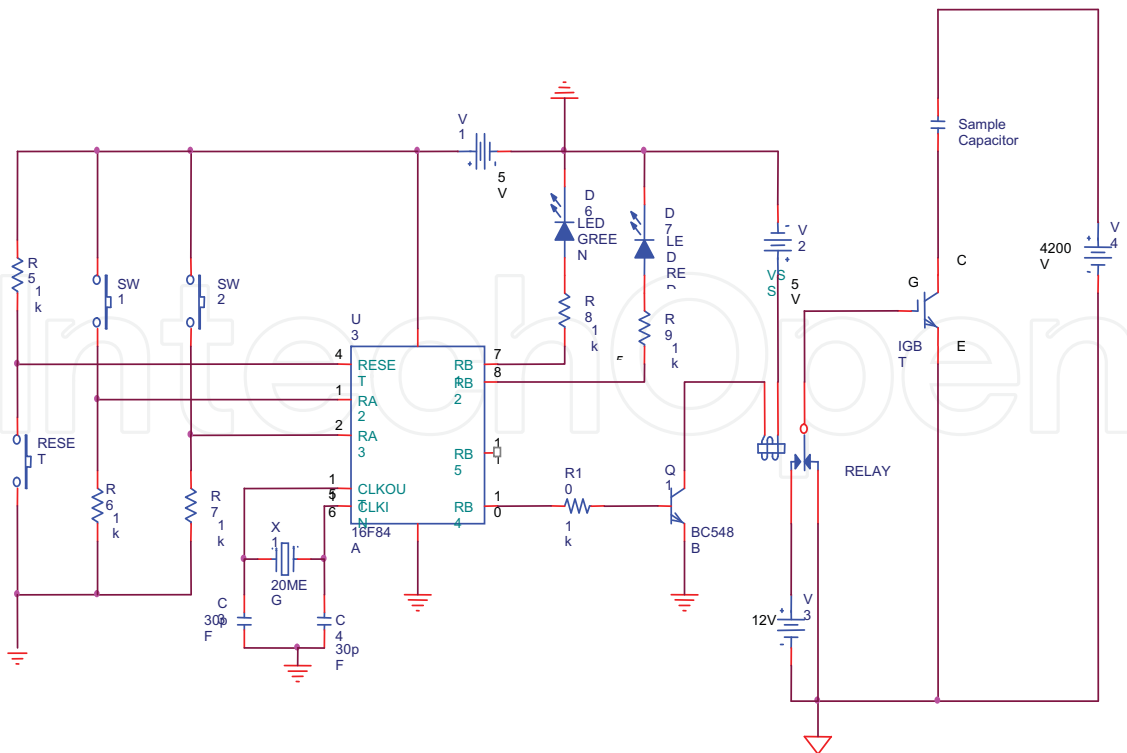 V
1
5
V
D
6
LED
GREE
N
D
7
LE
D
RE
V
2
VS
S
5
V
Sample
Capacitor
V
4
4200
V
C
G
E
IGB
T
R
5
1
k
SW
1
SW
2
U
3
R
8
1
k
R
9
1
k
4
RESE
T
1
RA
2
2
RA
3
7
RB
8
RB
2
RB
5
1
CLKOU
T
5
1
6
CLKI
N
RB
4
1
0
16F84
A
RESE
T
R
6
1
k
R
7
1
k
X
1
20ME
G
C
3
30p
F
C
4
30p
F
R1
0
1
k
Q
1
BC548
B
RELAY
12V
V
3
IntechOpen